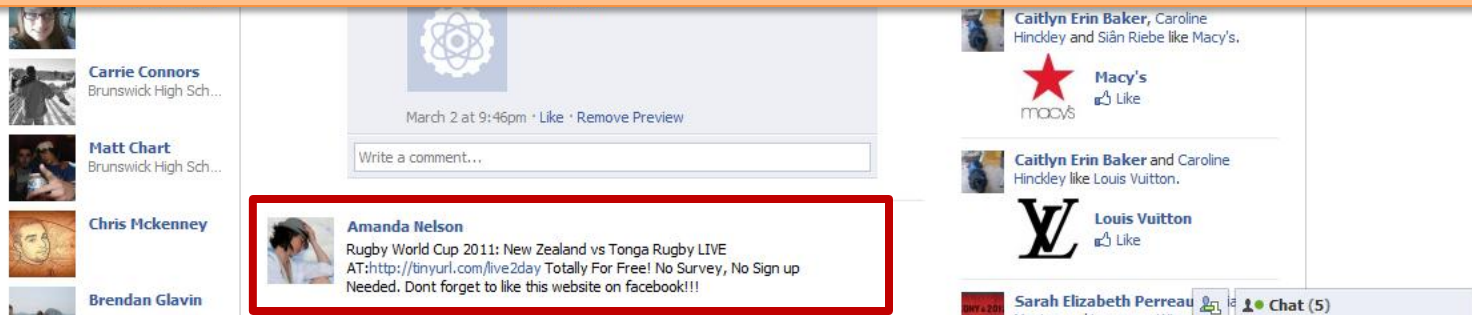 Carrie Connors
Brunswick High Sch...
Matt Chart
Brunswick High Sch...
Chris Mckenney
Brendan Glavin
March 2 at 9:46pm · Like · Remove Preview
Write a comment...
Amanda Nelson
Rugby World Cup 2011: New Zealand vs Tonga Rugby LIVE
AT:http://tinyurl.com/live2day Totally For Free! No Survey, No Sign up
Needed. Dont forget to like this website on facebook!!!
Caitlyn Erin Baker, Caroline
Hinckley and Siân Riebe like Macy's.
macy's
Macy's
Like
Caitlyn Erin Baker and Caroline
Hinckley like Louis Vuitton.
LV
Louis Vuitton
Like
Sarah Elizabeth Perreau
Chat (5)